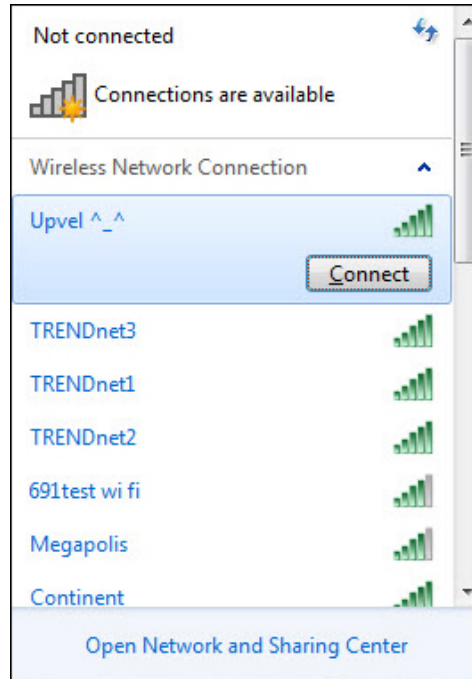 Not connected
Connections are available
Wireless Network Connection
Upvel ^_^
Connect
TRENDnet3
TRENDnet1
TRENDnet2
691test wi fi
Megapolis
Continent
Open Network and Sharing Center